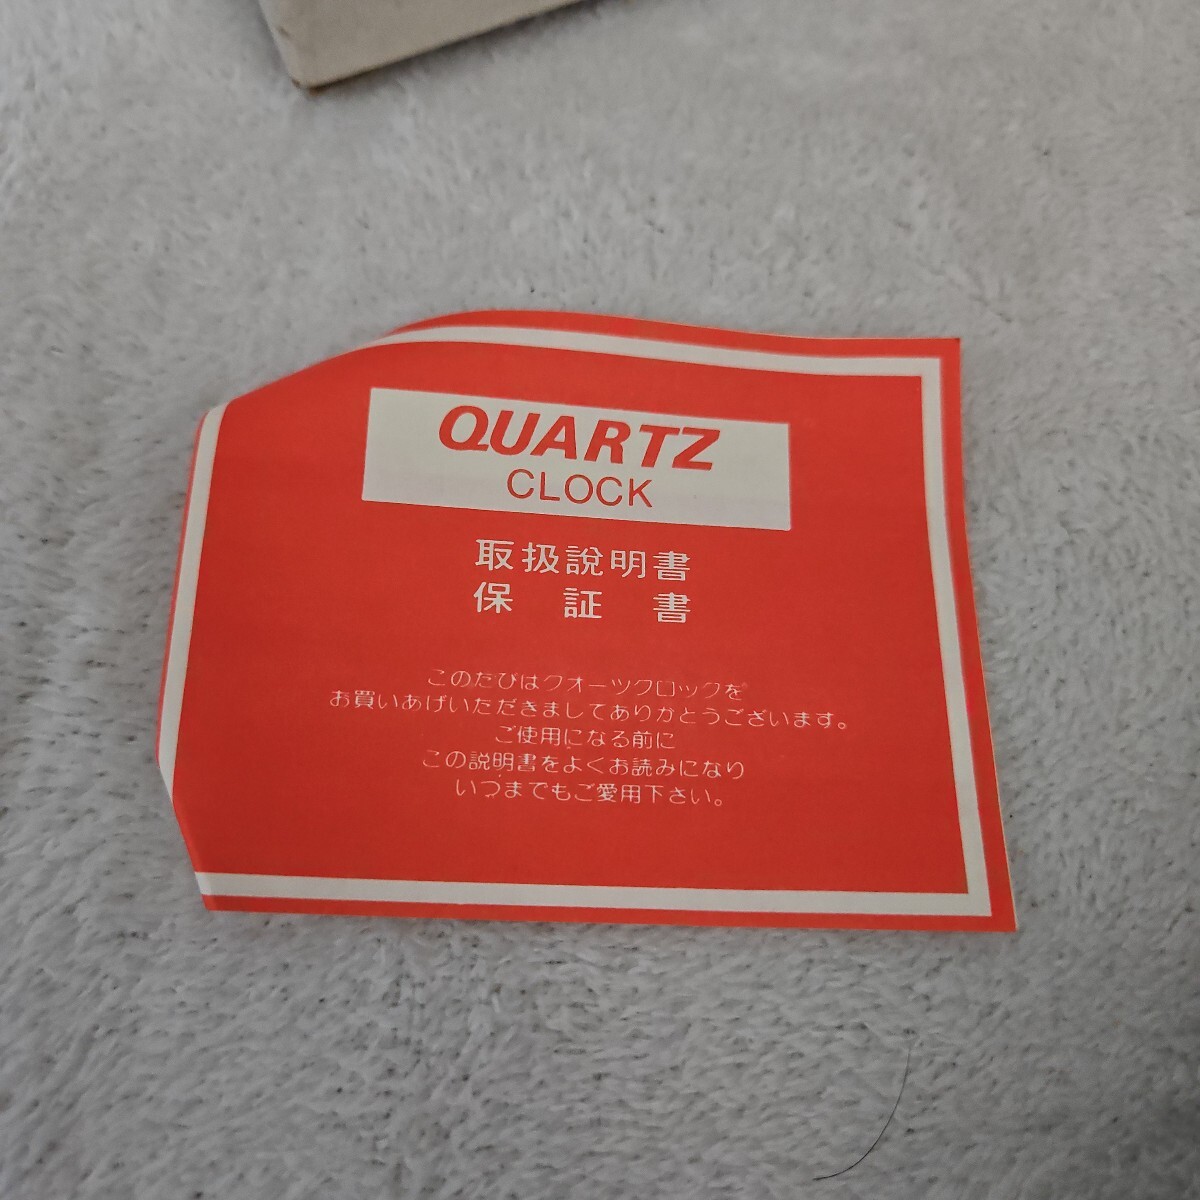 QUARTZ
CLOCK
取扱説明書
保証書
このたびはクオーツクロックを
お買いあげいただきましてありがとうございます。
ご使用になる前に
この説明書をよくお読みになり
いつまでもご愛用下さい。